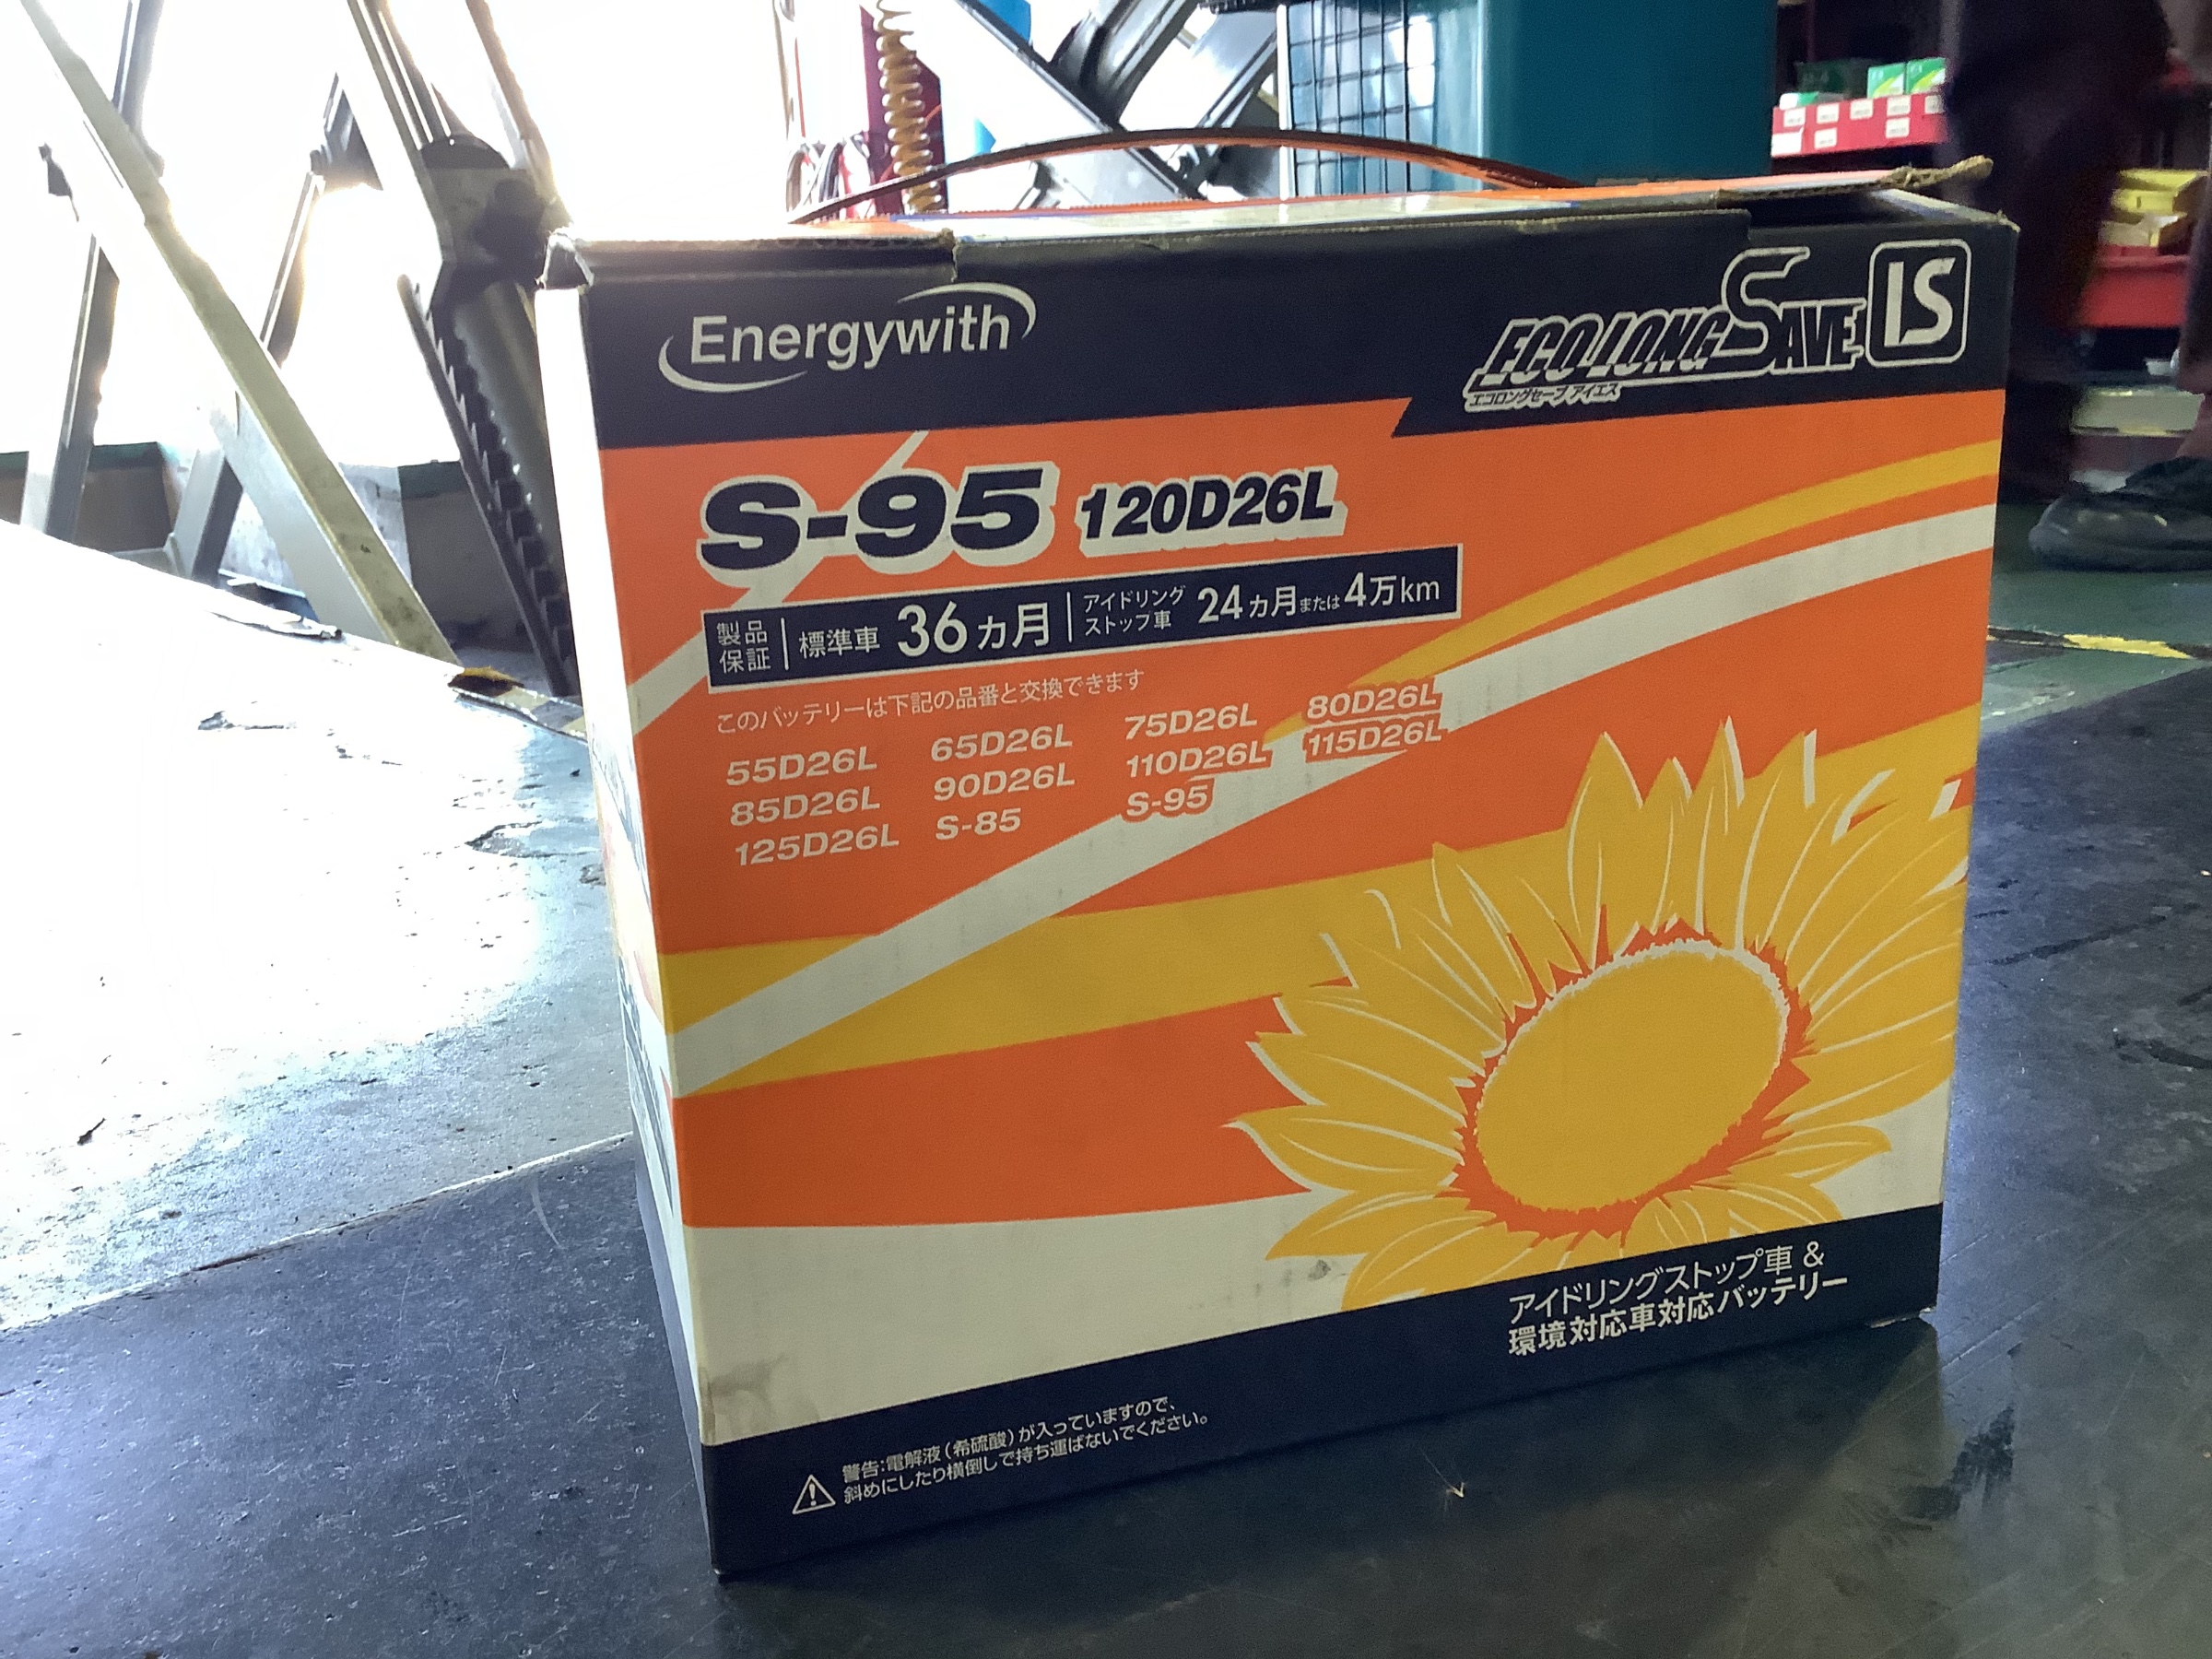 Energywith
ECO LONG SAVE IS
エコロングセーブ アイエス
S-95 120D26L
製品保証 標準車 36ヵ月 アイドリングストップ車 24ヵ月または4万km
このバッテリーは下記の品番と交換できます
55D26L 65D26L 75D26L 80D26L
85D26L 90D26L 110D26L 115D26L
125D26L S-85 S-95
アイドリングストップ車 &
環境対応車対応バッテリー
警告:電解液(希硫酸)が入っていますので、
斜めにしたり横倒しで持ち運ばないでください。